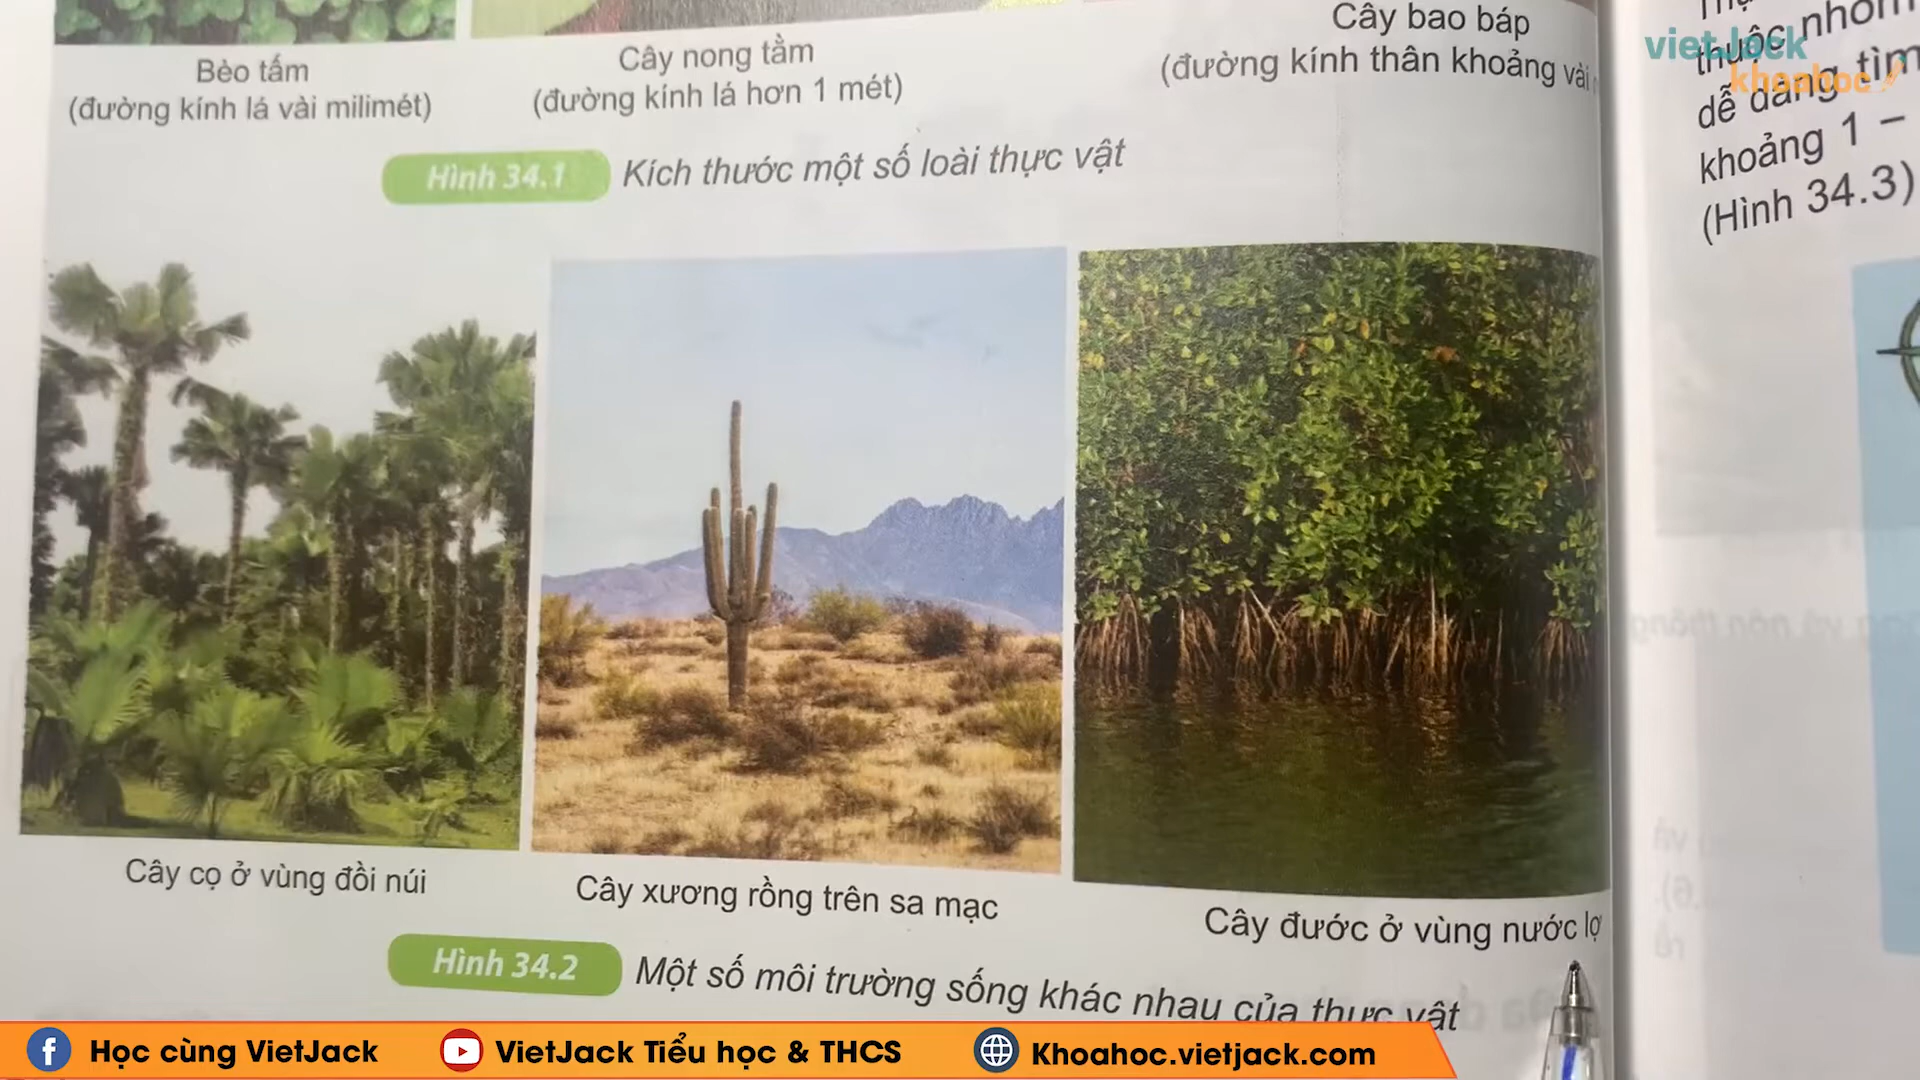 Bèo tấm
(đường kính lá vài milimét)
Cây nong tằm
(đường kính lá hơn 1 mét)
Cây bao báp
(đường kính thân khoảng vài
Hình 34.1 Kích thước một số loài thực vật
Cây cọ ở vùng đồi núi
Cây xương rồng trên sa mạc
Cây đước ở vùng nước lợ
Hình 34.2 Một số môi trường sống khác nhau của thực vật
thuộc nhóm
dễ dàng tìm
khoảng 1 –
(Hình 34.3)
vietJack
khoahoc
Học cùng VietJack
VietJack Tiểu học & THCS
Khoahoc.vietjack.com